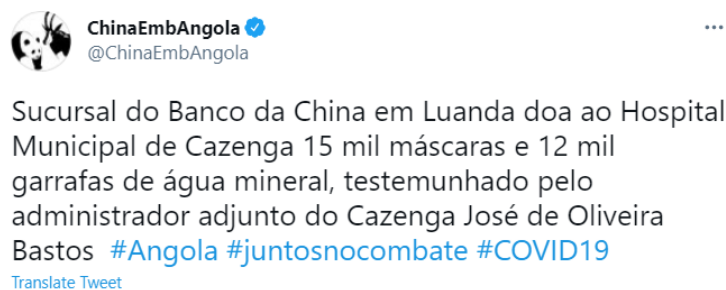 ChinaEmbAngola
@ChinaEmbAngola
Sucursal do Banco da China em Luanda doa ao Hospital
Municipal de Cazenga 15 mil máscaras e 12 mil
garrafas de água mineral, testemunhado pelo
administrador adjunto do Cazenga José de Oliveira
Bastos #Angola #juntosnocombate #COVID19
Translate Tweet